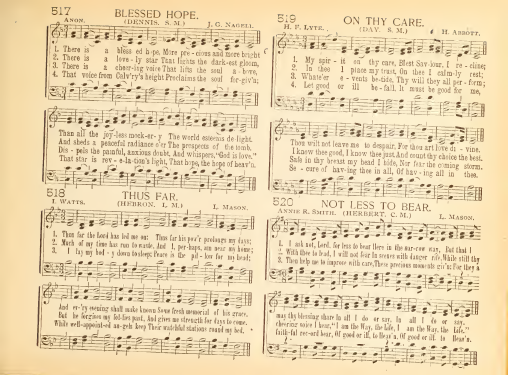 517
BLESSED HOPE.
ANON. (DENNIS. S. M.) J. G. NAGELI.
1. There is a blessed hope, More precious and more bright
2. There is a lovely star That lights the darkest gloom,
3. There is a cheering voice That lifts the soul above,
4. That voice from Calv'ry's height Proclaims the soul forgiv'n;
Than all the joyless mockery The world esteems delight.
And sheds a peaceful radiance o'er The prospects of the tomb.
Dispels the painful, anxious doubt, And whispers, "God is love."
That star is revelation's light, That hope, the hope of heav'n.
518
THUS FAR.
I. WATTS. (HEBRON. L. M.) L. MASON.
1. Thus far the Lord has led me on; Thus far his pow'r prolongs my days;
2. Much of my time has run to waste, And I, perhaps, am near my home;
3. I lay my body down to sleep; Peace is the pillow for my head;
And ev'ry evening shall make known Some fresh memorial of his grace.
But he forgives my follies past, And gives me strength for days to come.
While well-appointed angels keep Their watchful stations round my bed.
519
ON THY CARE.
H. F. LYTE. (DAY. S. M.) H. ABBOTT.
1. My spirit on thy care, Blest Saviour, I recline;
2. In thee I place my trust, On thee I calmly rest;
3. Whate'er events betide, Thy will they all perform;
4. Let good or ill befall, It must be good for me,
Thou wilt not leave me to despair, For thou art love divine.
I know thee good, I know thee just, And count thy choice the best.
Safe in thy breast my head I hide, Nor fear the coming storm.
Secure of having thee in all, Of having all in thee.
520
NOT LESS TO BEAR.
ANNIE R. SMITH. (HERBERT. C. M.) L. MASON.
1. I ask not, Lord, for less to bear Here in the narrow way, But that I
2. With thee to lead, I will not fear In scenes with danger rife, While still thy
3. Thou help me to improve with care, These precious moments giv'n; For they a
may thy blessing share In all I do or say, In all I do or say.
cheering voice I hear, "I am the Way, the Life, I am the Way, the Life."
faithful record bear, Of good or ill, to Heav'n, Of good or ill, to Heav'n.